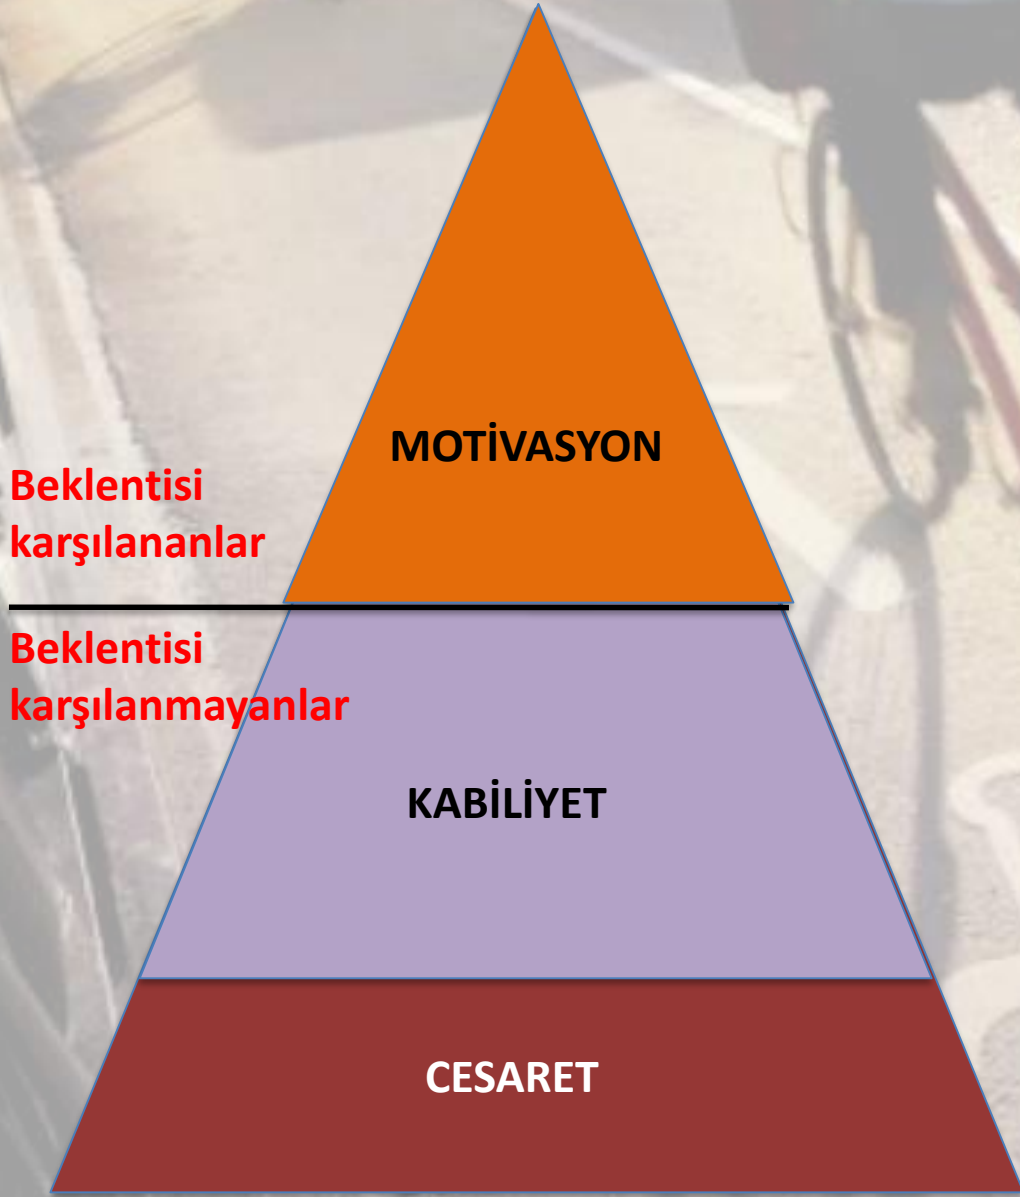 MOTİVASYON
Beklentisi
karşılananlar
Beklentisi
karşılanmayanlar
KABİLİYET
CESARET